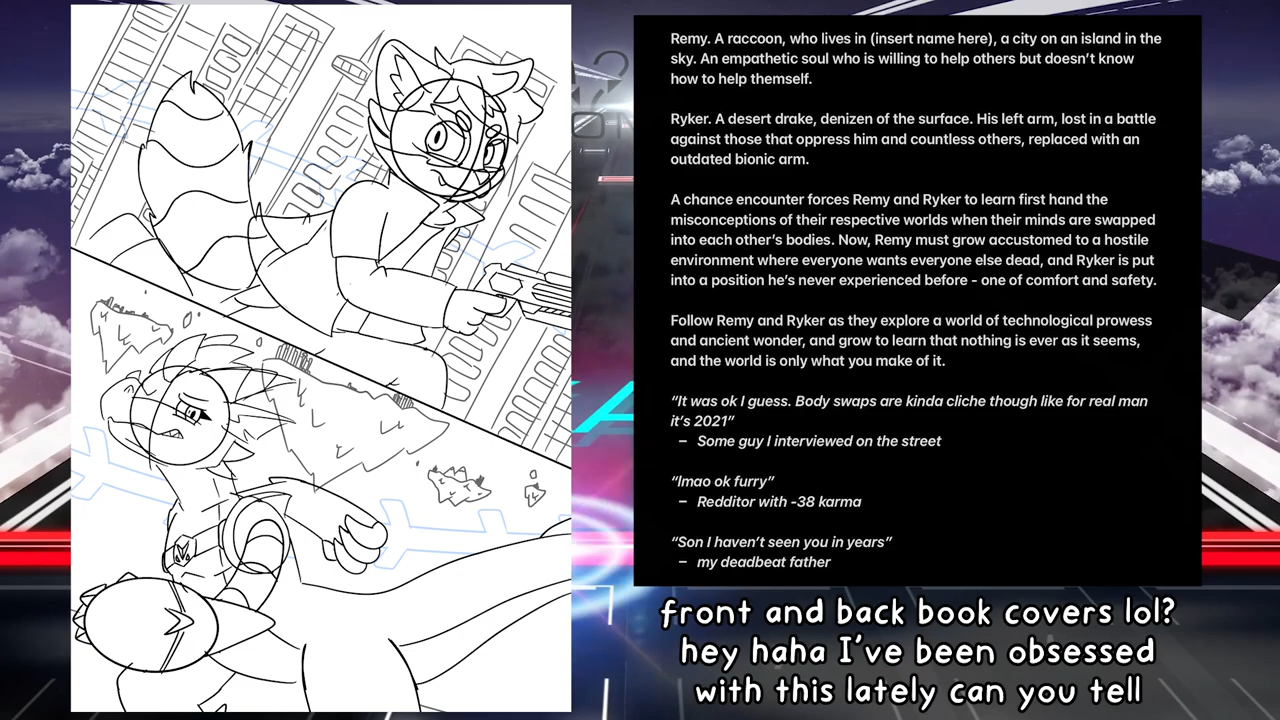 Remy. A raccoon, who lives in (insert name here), a city on an island in the
sky. An empathetic soul who is willing to help others but doesn't know
how to help themself.
Ryker. A desert drake, denizen of the surface. His left arm, lost in a battle
against those that oppress him and countless others, replaced with an
outdated bionic arm.
A chance encounter forces Remy and Ryker to learn first hand the
misconceptions of their respective worlds when their minds are swapped
into each other's bodies. Now, Remy must grow accustomed to a hostile
environment where everyone wants everyone else dead, and Ryker is put
into a position he's never experienced before - one of comfort and safety.
Follow Remy and Ryker as they explore a world of technological prowess
and ancient wonder, and grow to learn that nothing is ever as it seems,
and the world is only what you make of it.
"It was ok I guess. Body swaps are kinda cliche though like for real man
it's 2021"
– Some guy I interviewed on the street
"lmao ok furry"
– Redditor with -38 karma
"Son I haven't seen you in years"
– my deadbeat father
front and back book covers lol?
hey haha I've been obsessed
with this lately can you tell